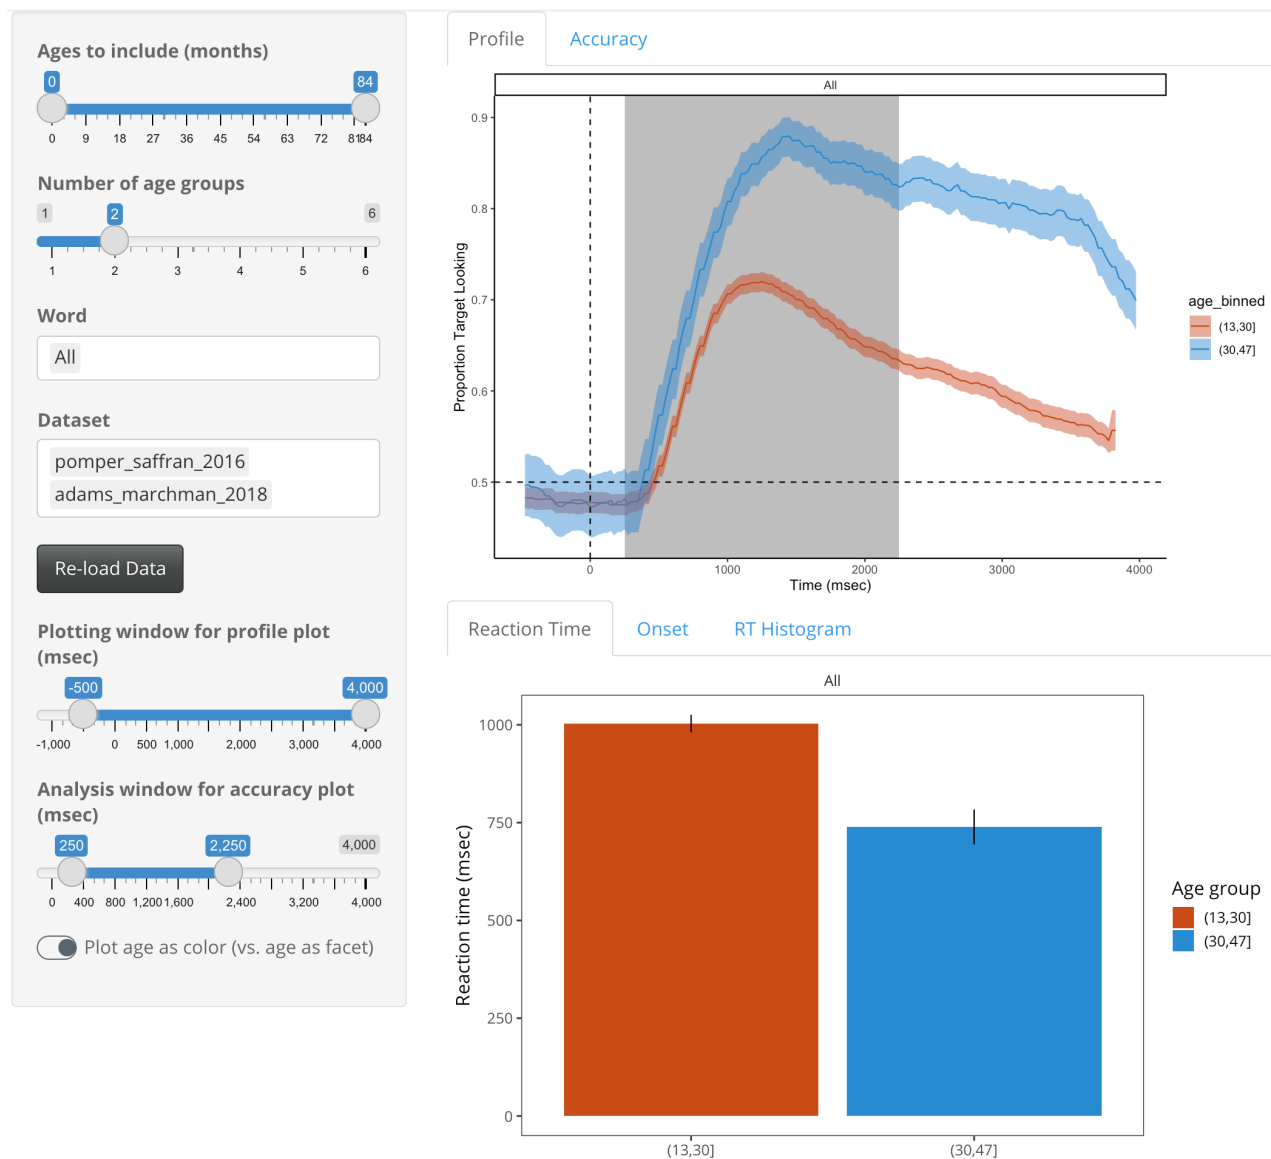 Ages to include (months)
0 84
0 9 18 27 36 45 54 63 72 81 84
Number of age groups
1 2 6
1 2 3 4 5 6
Word
All
Dataset
pomper_saffran_2016
adams_marchman_2018
Re-load Data
Plotting window for profile plot
(msec)
-500 4,000
-1,000 0 500 1,000 2,000 3,000 4,000
Analysis window for accuracy plot
(msec)
250 2,250 4,000
0 400 800 1,200 1,600 2,400 3,200 4,000
Plot age as color (vs. age as facet)
Profile Accuracy
All
0.9
0.8
0.7
0.6
0.5
Proportion Target Looking
0 1000 2000 3000 4000
Time (msec)
age_binned
(13,30]
(30,47]
Reaction Time Onset RT Histogram
All
1000
750
500
250
0
Reaction time (msec)
(13,30] (30,47]
Age group
(13,30]
(30,47]